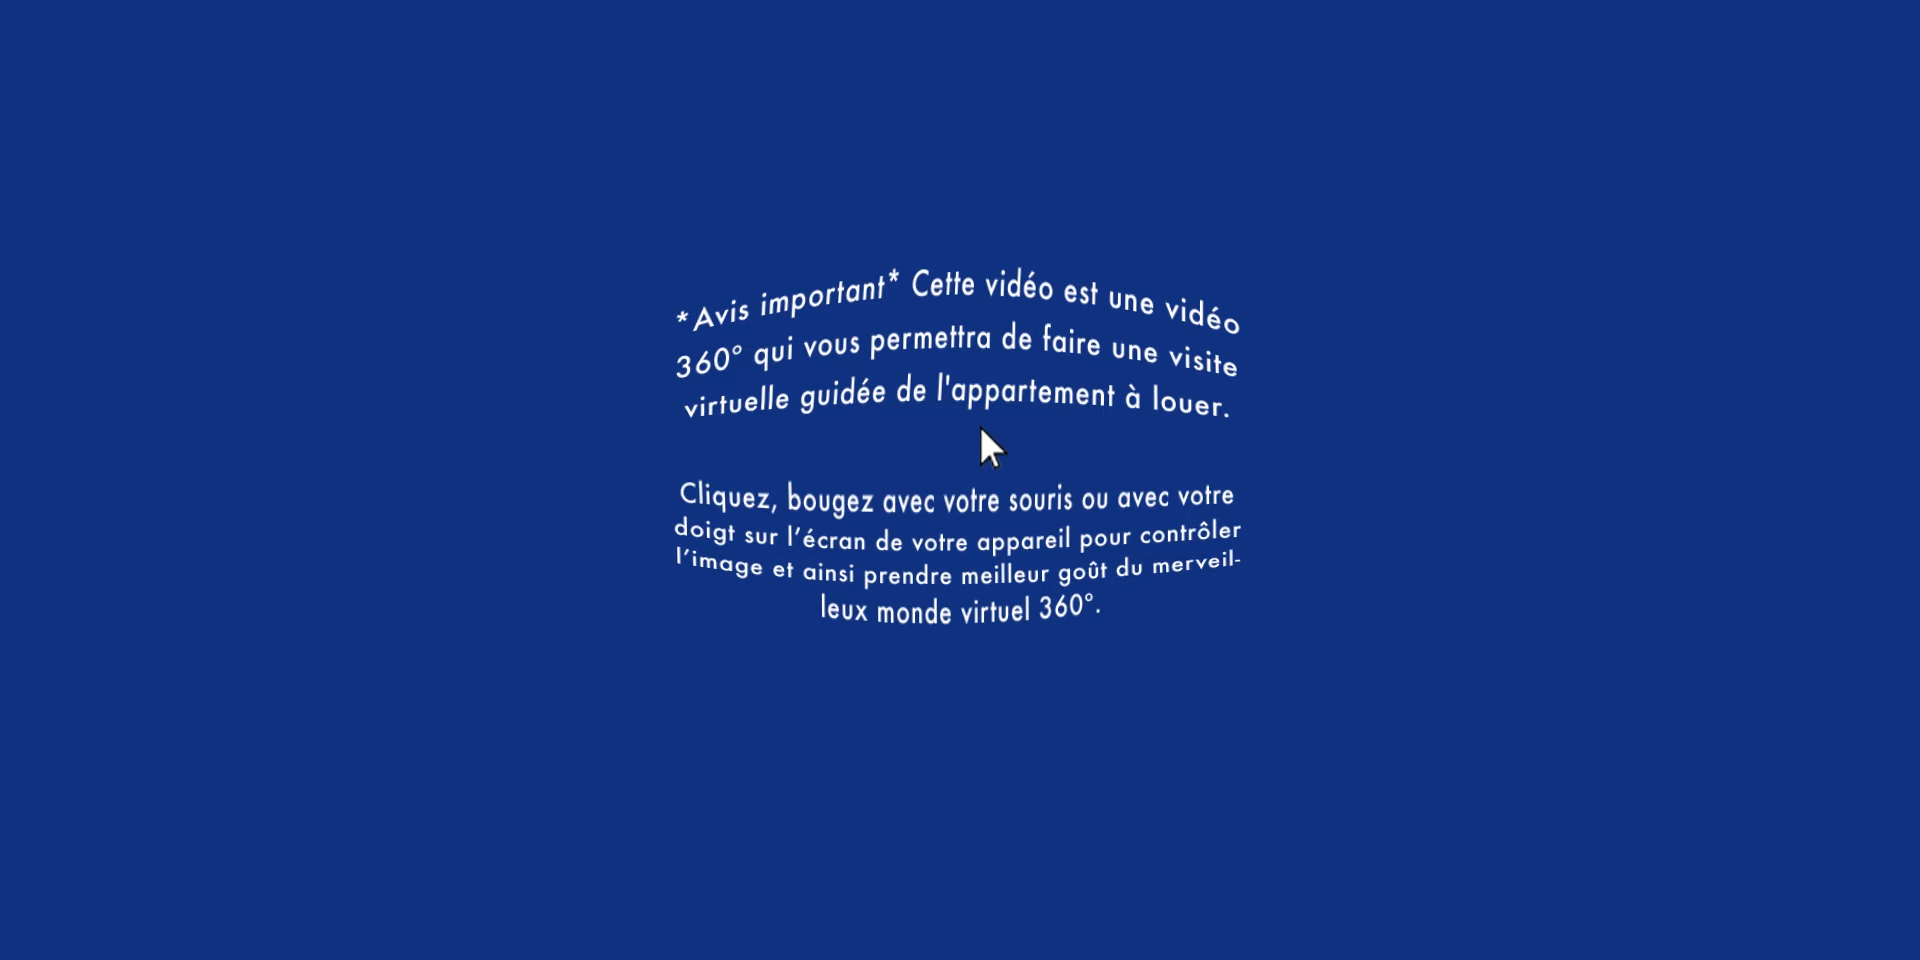 *Avis important* Cette vidéo est une vidéo
360° qui vous permettra de faire une visite
virtuelle guidée de l'appartement à louer.
Cliquez, bougez avec votre souris ou avec votre
doigt sur l’écran de votre appareil pour contrôler
l’image et ainsi prendre meilleur goût du merveil-
leux monde virtuel 360°.